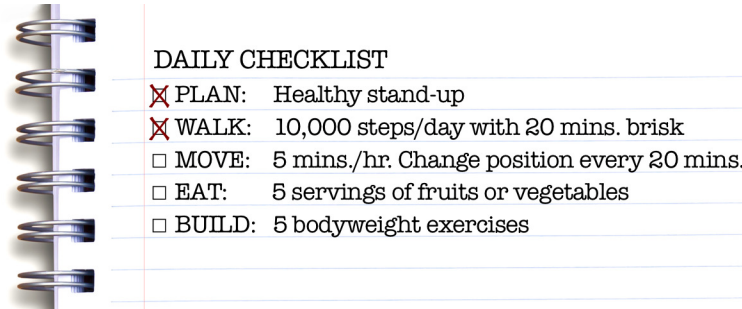 DAILY CHECKLIST
☒ PLAN: Healthy stand-up
☒ WALK: 10,000 steps/day with 20 mins. brisk
☐ MOVE: 5 mins./hr. Change position every 20 mins.
☐ EAT: 5 servings of fruits or vegetables
☐ BUILD: 5 bodyweight exercises